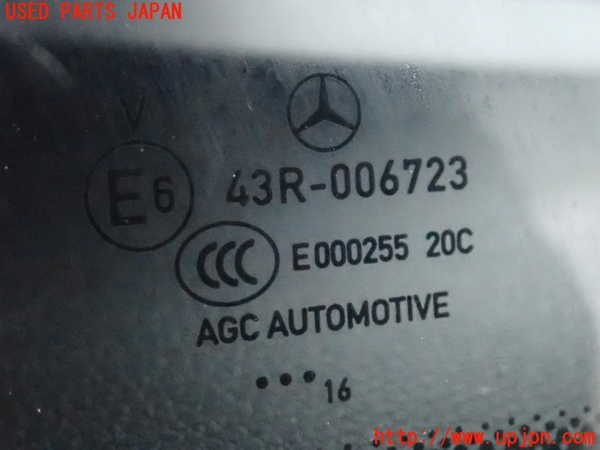 USED PARTS JAPAN
V
E6 43R-006723
CCC E000255 20C
AGC AUTOMOTIVE
•••16
http://www.upjpn.com/